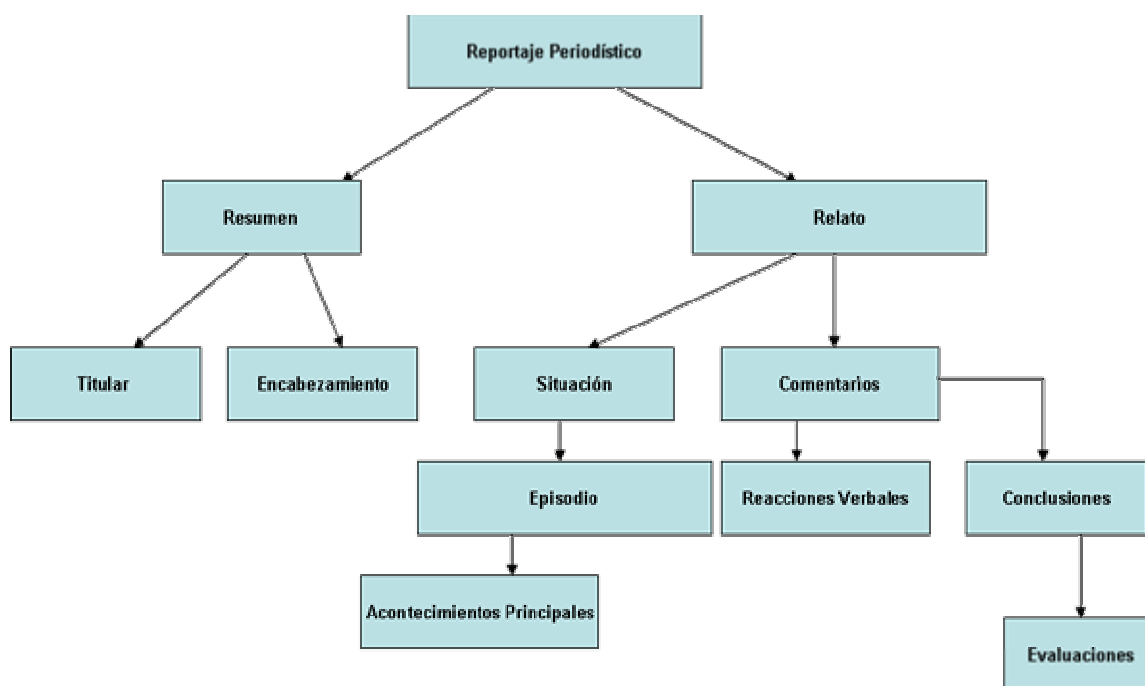 Reportaje Periodístico
Resumen
Relato
Titular
Encabezamiento
Situación
Comentarios
Episodio
Reacciones Verbales
Conclusiones
Acontecimientos Principales
Evaluaciones